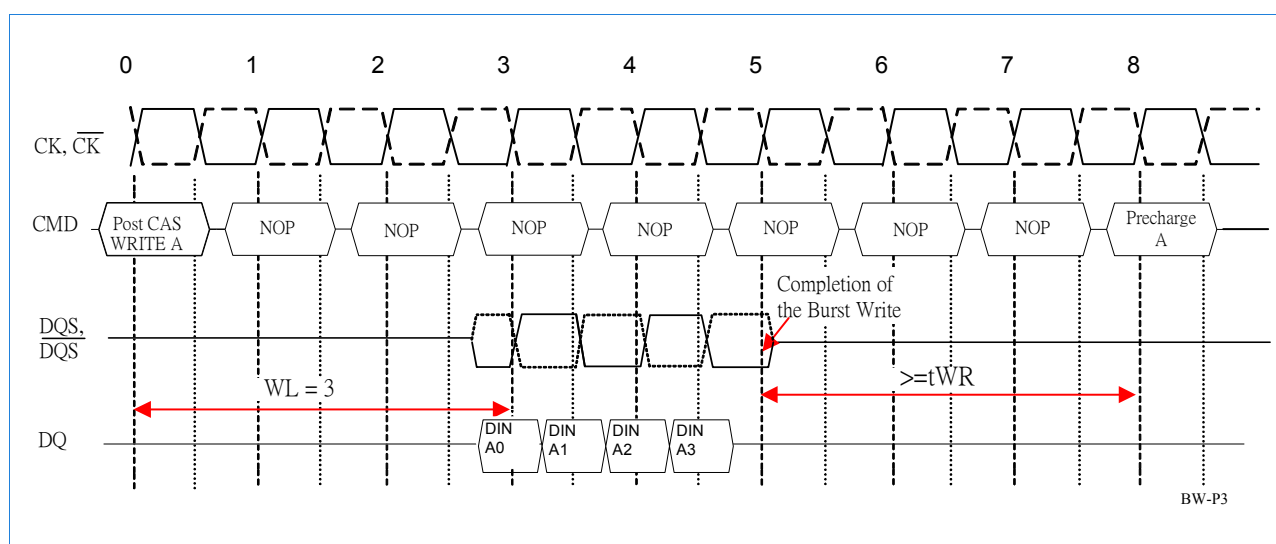 0 1 2 3 4 5 6 7 8
CK, CK
CMD
Post CAS
WRITE A
NOP NOP NOP NOP NOP NOP NOP
Precharge
A
Completion of
the Burst Write
DQS,
DQS
WL = 3
>=tWR
DQ
DIN
A0
DIN
A1
DIN
A2
DIN
A3
BW-P3